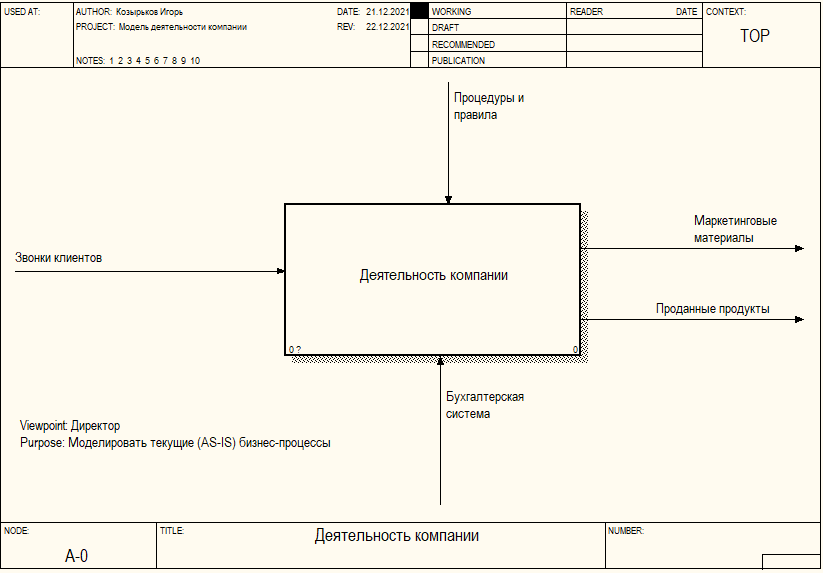 USED AT:
AUTHOR: Козырьков Игорь
DATE: 21.12.2021
WORKING
READER
DATE
CONTEXT:
PROJECT: Модель деятельности компании
REV: 22.12.2021
DRAFT
TOP
RECOMMENDED
NOTES: 1 2 3 4 5 6 7 8 9 10
PUBLICATION
Процедуры и
правила
Маркетинговые
материалы
Звонки клиентов
Деятельность компании
Проданные продукты
0 ?
0
Бухгалтерская
система
Viewpoint: Директор
Purpose: Моделировать текущие (AS-IS) бизнес-процессы
NODE:
A-0
TITLE:
Деятельность компании
NUMBER: